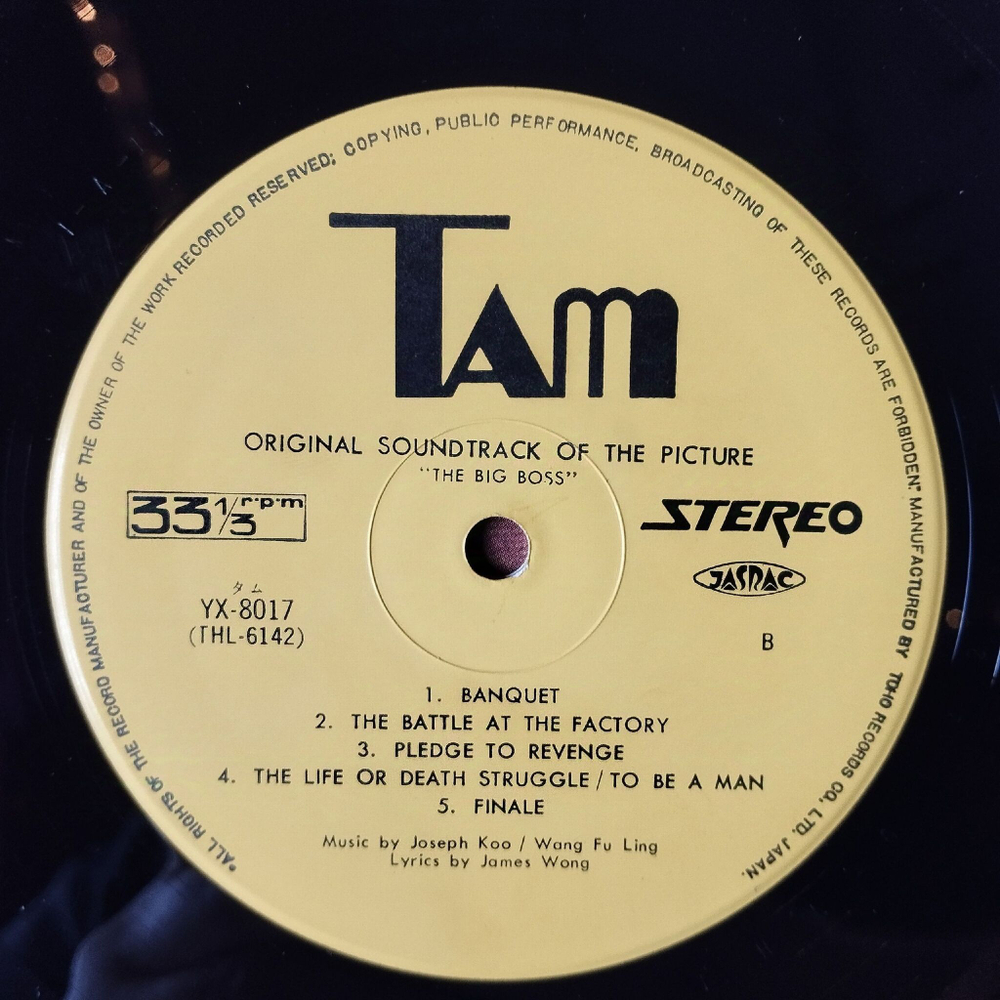 "ALL RIGHTS OF THE RECORD MANUFACTURER AND OF THE OWNER OF THE WORK RECORDED RESERVED; COPYING, PUBLIC PERFORMANCE, BROADCASTING OF THESE RECORDS ARE FORBIDDEN" MANUFACTURED BY TOHO RECORDS CO., LTD. JAPAN.
TAM
ORIGINAL SOUNDTRACK OF THE PICTURE
"THE BIG BOSS"
33 1/3 r·p·m
STEREO
JASRAC
タム
YX-8017
(THL-6142)
B
1. BANQUET
2. THE BATTLE AT THE FACTORY
3. PLEDGE TO REVENGE
4. THE LIFE OR DEATH STRUGGLE / TO BE A MAN
5. FINALE
Music by Joseph Koo / Wang Fu Ling
Lyrics by James Wong